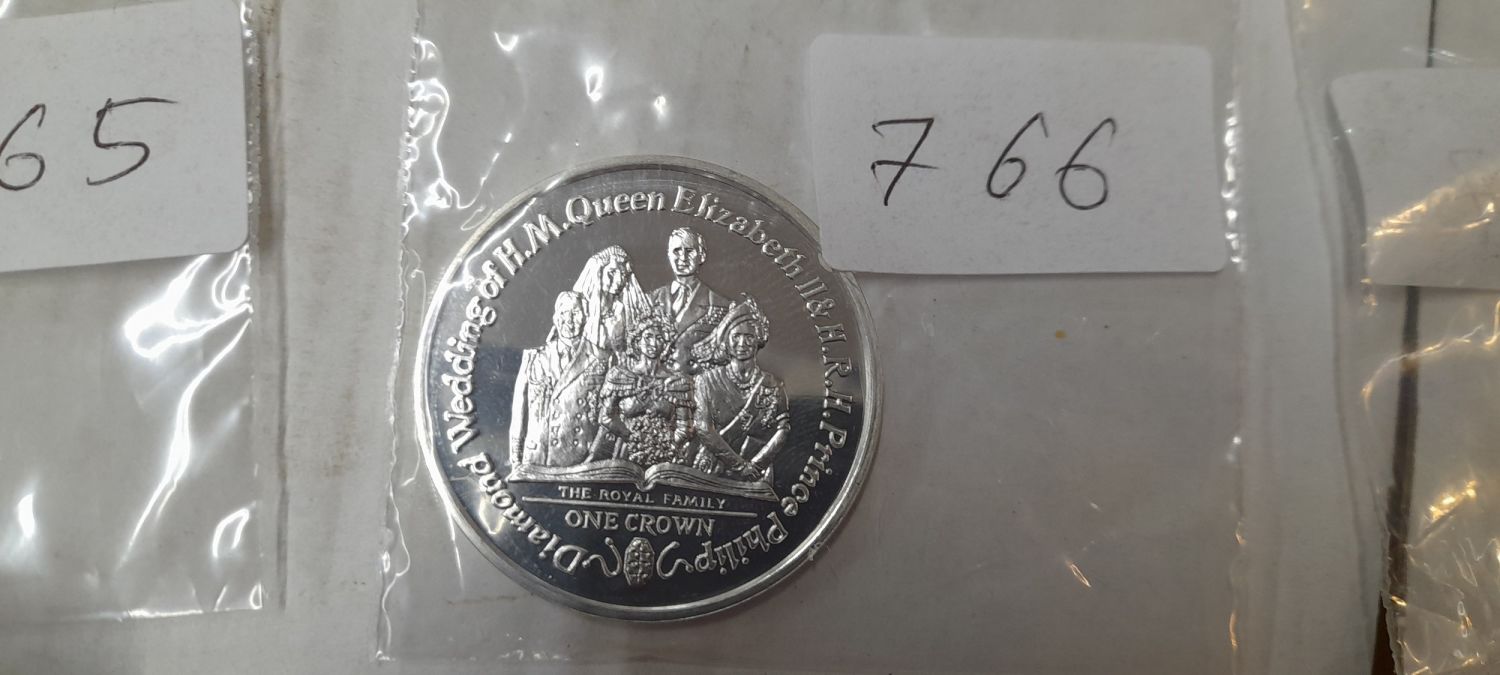 65
766
Diamond Wedding of H.M. Queen Elizabeth II & H.R.H. Prince Philip
THE ROYAL FAMILY
ONE CROWN